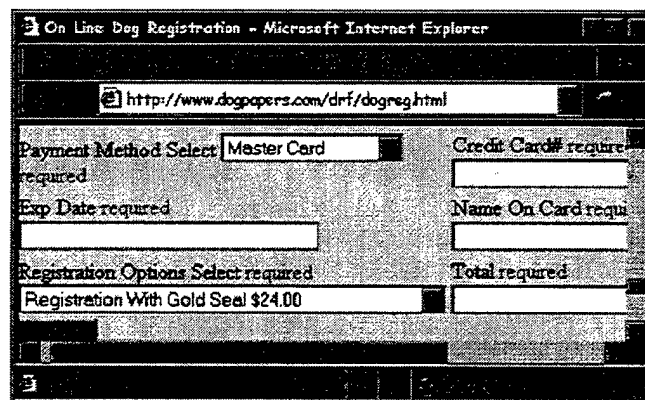 On Line Dog Registration - Microsoft Internet Explorer
http://www.dogpapers.com/drf/dogreg.html
Payment Method Select Master Card
required
Credit Card# require
Exp Date required
Name On Card requ
Registration Options Select required
Total required
Registration With Gold Seal $24.00